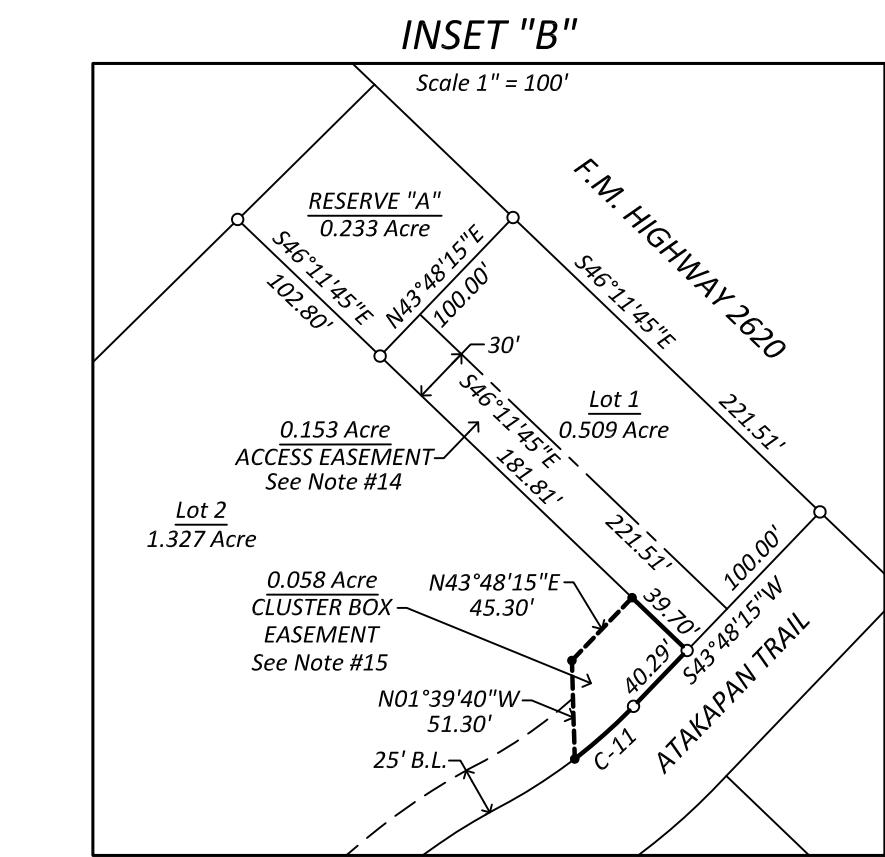 INSET "B"
Scale 1" = 100'
F.M. HIGHWAY 2620
RESERVE "A"
0.233 Acre
S46°11'45"E
102.80'
N43°48'15"E
100.00'
S46°11'45"E
221.51'
30'
Lot 1
0.509 Acre
S46°11'45"E
181.81'
221.51'
0.153 Acre
ACCESS EASEMENT
See Note #14
Lot 2
1.327 Acre
0.058 Acre
CLUSTER BOX
EASEMENT
See Note #15
N43°48'15"E
45.30'
39.70'
100.00'
S43°48'15"W
40.29'
N01°39'40"W
51.30'
25' B.L.
C-11
ATAKAPAN TRAIL